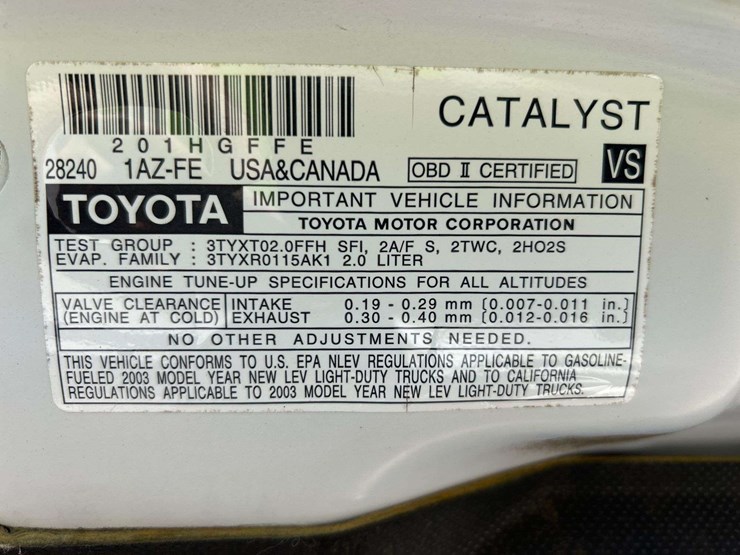 CATALYST
201HGFFE
28240 1AZ-FE USA&CANADA OBD II CERTIFIED VS
TOYOTA IMPORTANT VEHICLE INFORMATION
TOYOTA MOTOR CORPORATION
TEST GROUP : 3TYXT02.0FFH SFI, 2A/F S, 2TWC, 2HO2S
EVAP. FAMILY : 3TYXR0115AK1 2.0 LITER
ENGINE TUNE-UP SPECIFICATIONS FOR ALL ALTITUDES
VALVE CLEARANCE INTAKE 0.19 - 0.29 mm (0.007-0.011 in.)
(ENGINE AT COLD) EXHAUST 0.30 - 0.40 mm (0.012-0.016 in.)
NO OTHER ADJUSTMENTS NEEDED.
THIS VEHICLE CONFORMS TO U.S. EPA NLEV REGULATIONS APPLICABLE TO GASOLINE-
FUELED 2003 MODEL YEAR NEW LEV LIGHT-DUTY TRUCKS AND TO CALIFORNIA
REGULATIONS APPLICABLE TO 2003 MODEL YEAR NEW LEV LIGHT-DUTY TRUCKS.